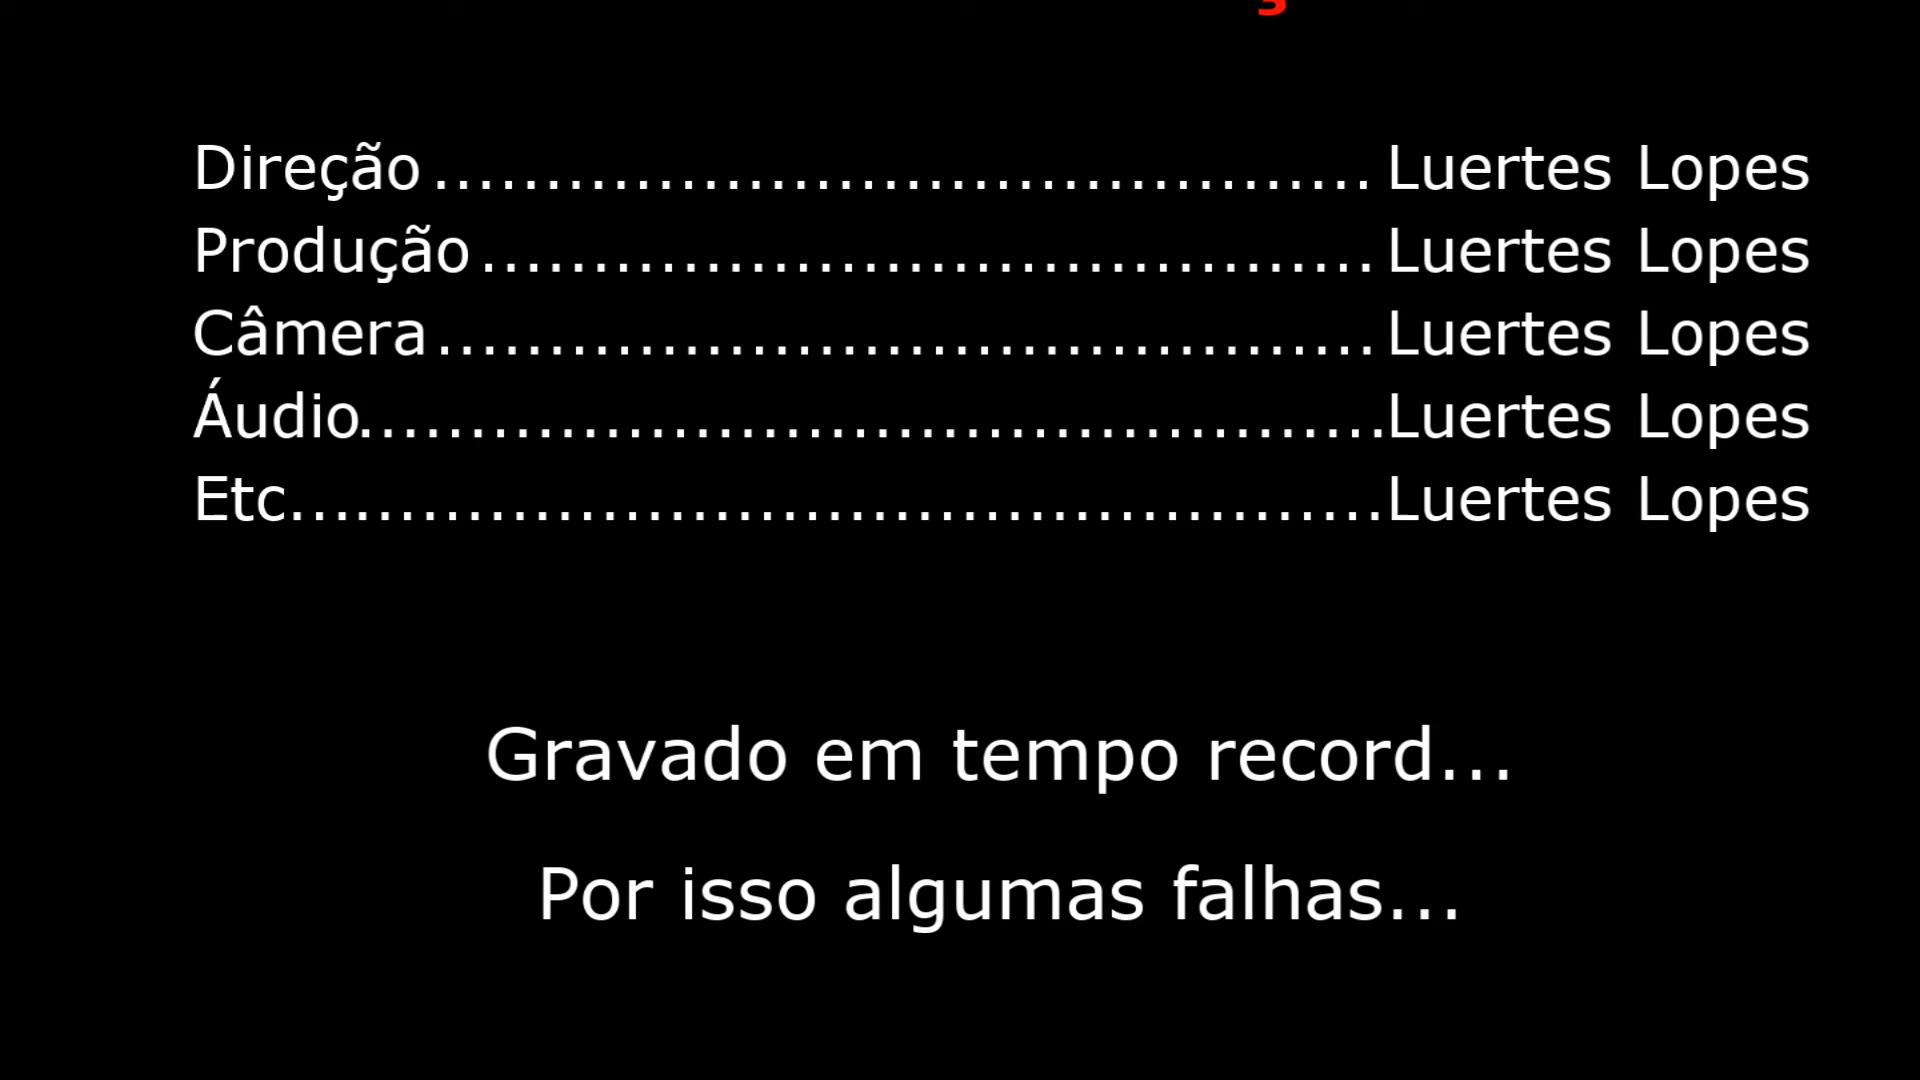 Direção .......................................... Luertes Lopes
Produção ........................................ Luertes Lopes
Câmera .......................................... Luertes Lopes
Áudio..............................................Luertes Lopes
Etc.................................................Luertes Lopes
Gravado em tempo record...
Por isso algumas falhas...